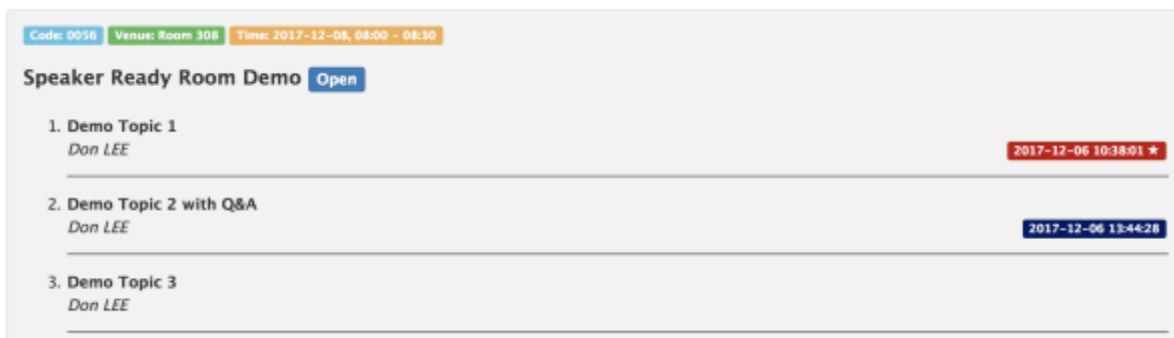 Code: 0056 Venue: Room 308 Time: 2017-12-08, 08:00 - 08:30
Speaker Ready Room Demo Open
1. Demo Topic 1
Don LEE
2017-12-06 10:38:01 ★
2. Demo Topic 2 with Q&A
Don LEE
2017-12-06 13:44:28
3. Demo Topic 3
Don LEE